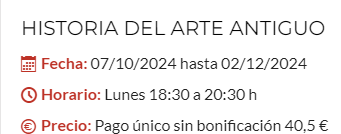 HISTORIA DEL ARTE ANTIGUO
Fecha: 07/10/2024 hasta 02/12/2024
Horario: Lunes 18:30 a 20:30 h
Precio: Pago único sin bonificación 40,5 €